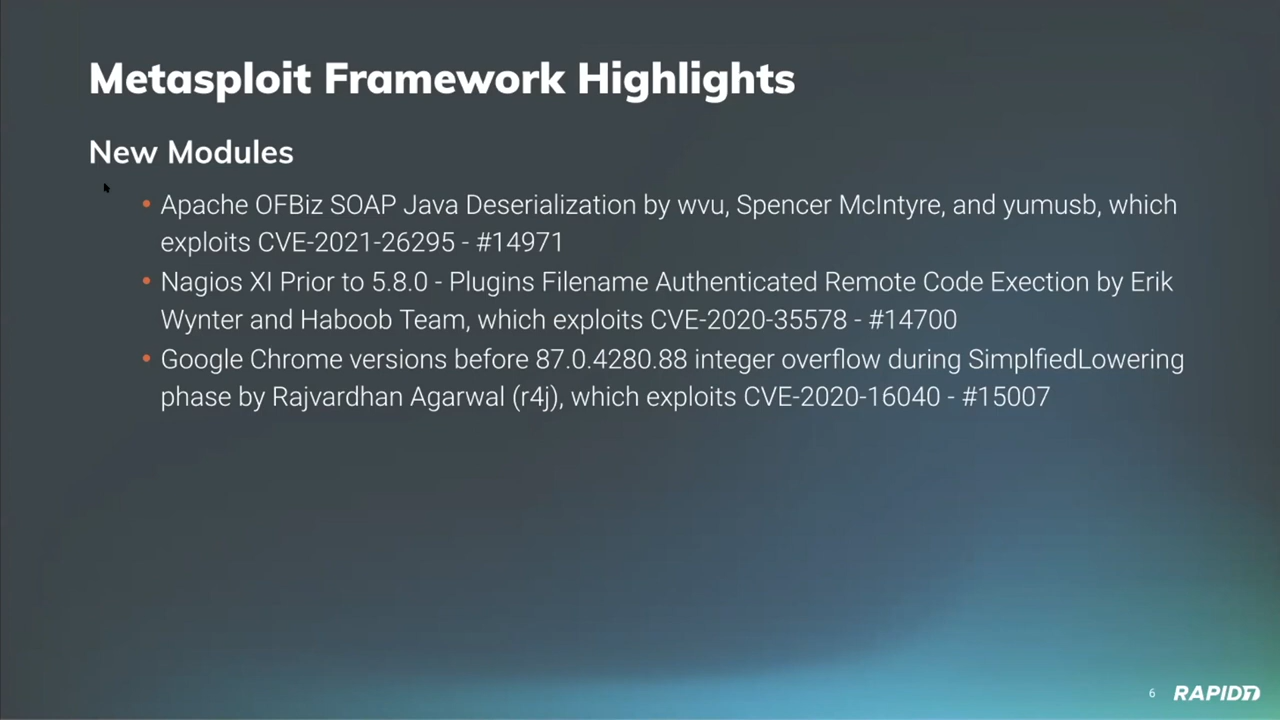 Metasploit Framework Highlights
New Modules
• Apache OFBiz SOAP Java Deserialization by wvu, Spencer McIntyre, and yumusb, which
exploits CVE-2021-26295 - #14971
• Nagios XI Prior to 5.8.0 - Plugins Filename Authenticated Remote Code Exection by Erik
Wynter and Haboob Team, which exploits CVE-2020-35578 - #14700
• Google Chrome versions before 87.0.4280.88 integer overflow during SimplfiedLowering
phase by Rajvardhan Agarwal (r4j), which exploits CVE-2020-16040 - #15007
6 RAPID7